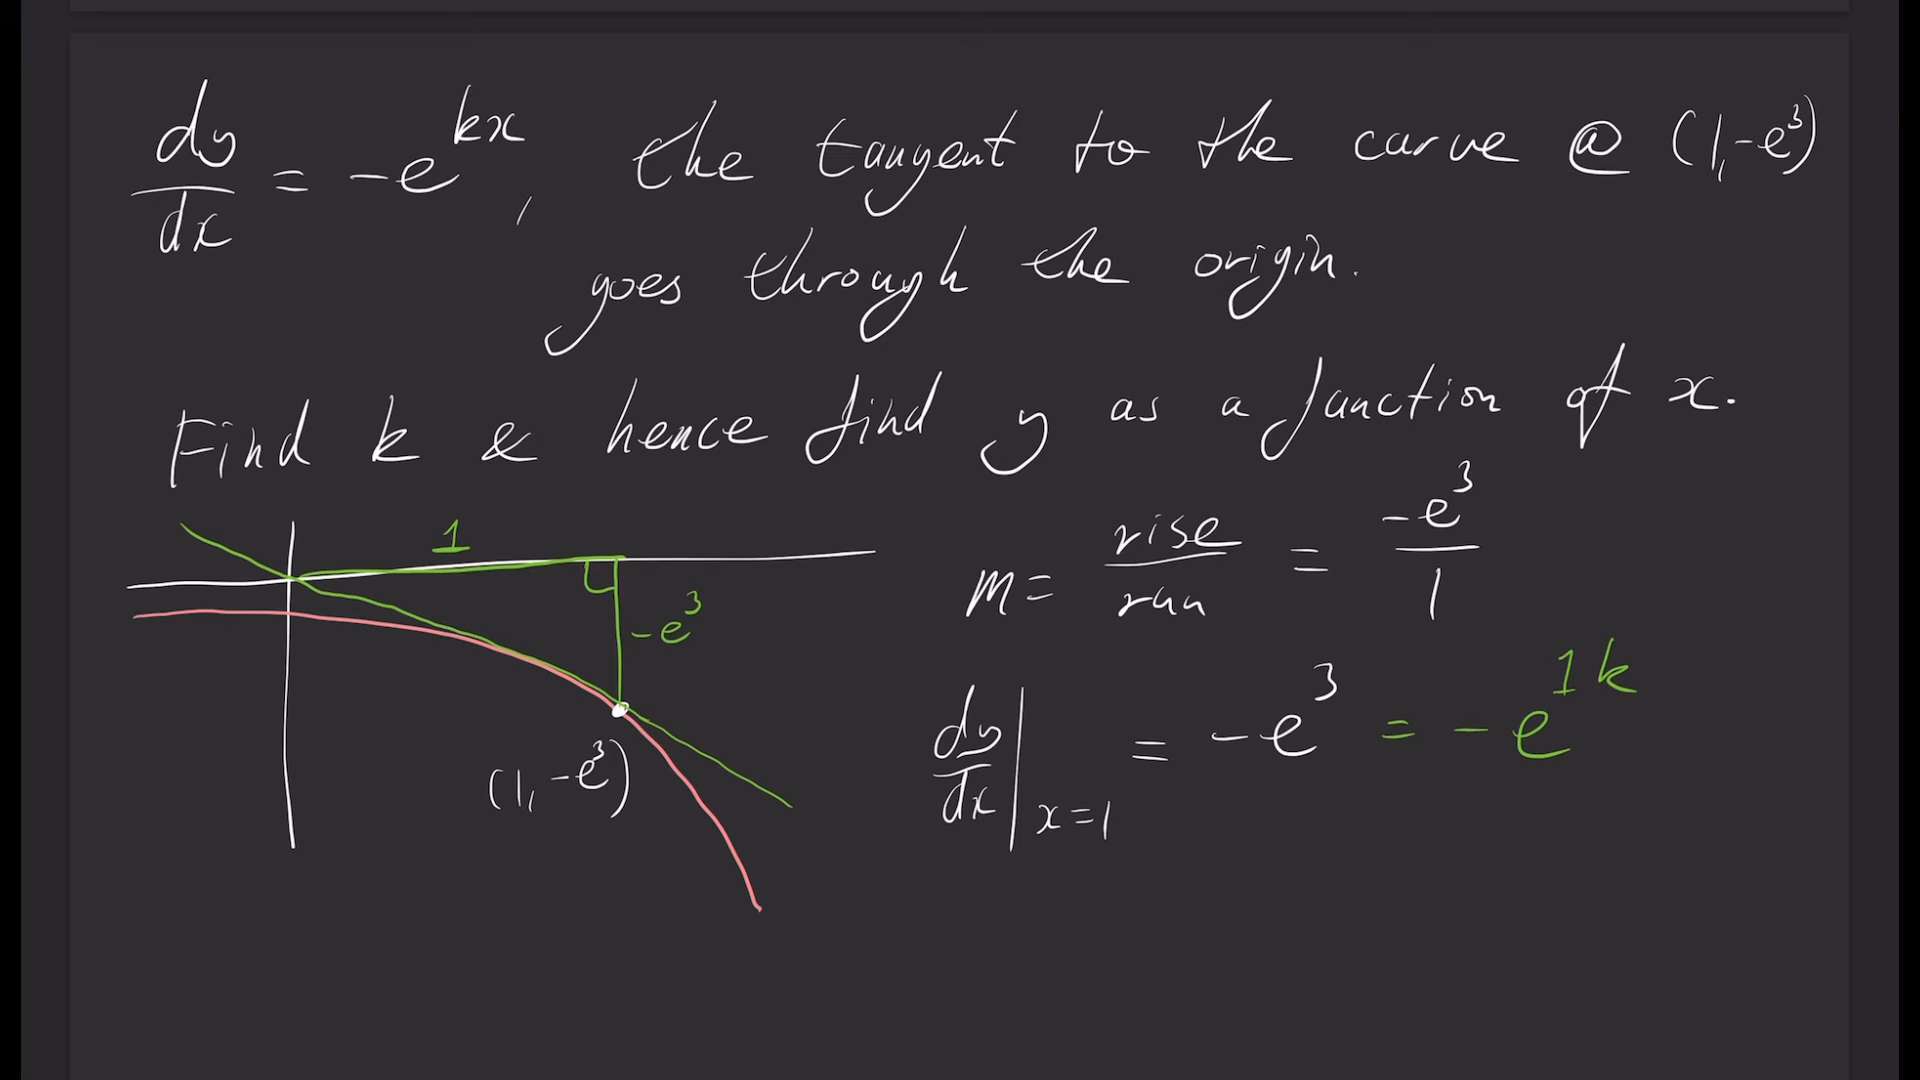 dy/dx = -e^{kx}, the tangent to the curve @ (1,-e³)
goes through the origin.
Find k & hence find y as a function of x.
1
-e³
(1, -e³)
m = rise/run = -e³/1
dy/dx|_{x=1} = -e³ = -e^{1k}